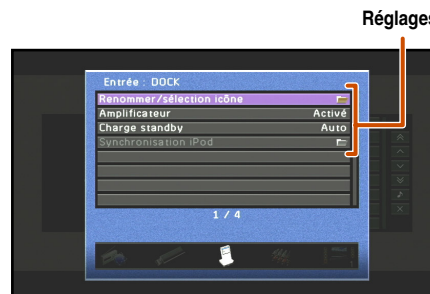 Réglages
Entrée : DOCK
Renommer/sélection icône
Amplificateur Activé
Charge standby Auto
Synchronisation iPod
1 / 4